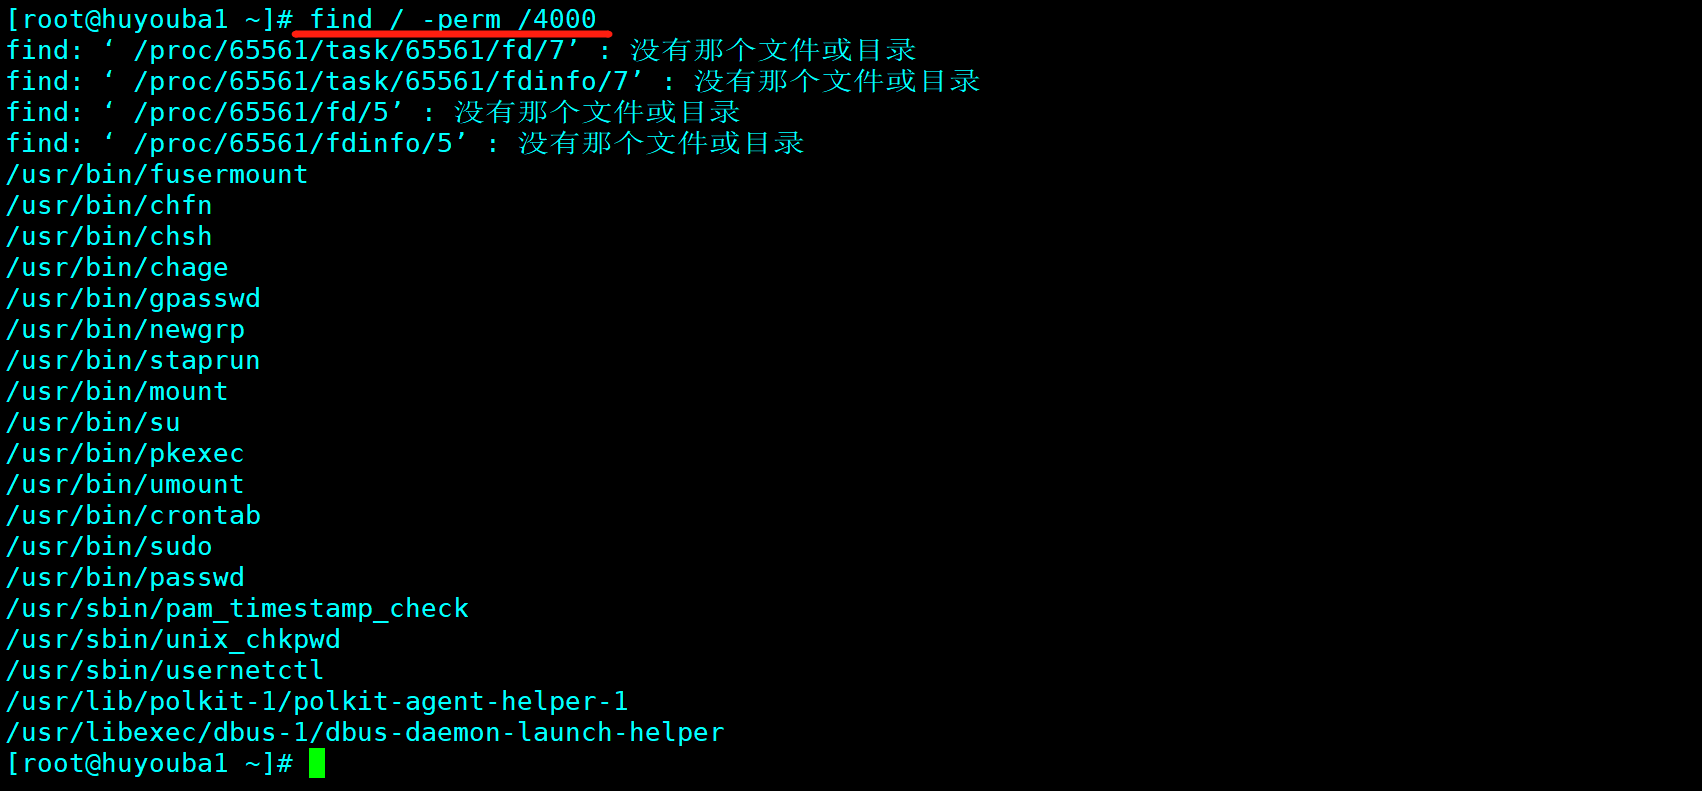 [root@huyouba1 ~]# find / -perm /4000
find: ‘ /proc/65561/task/65561/fd/7’ : 没有那个文件或目录
find: ‘ /proc/65561/task/65561/fdinfo/7’ : 没有那个文件或目录
find: ‘ /proc/65561/fd/5’ : 没有那个文件或目录
find: ‘ /proc/65561/fdinfo/5’ : 没有那个文件或目录
/usr/bin/fusermount
/usr/bin/chfn
/usr/bin/chsh
/usr/bin/chage
/usr/bin/gpasswd
/usr/bin/newgrp
/usr/bin/staprun
/usr/bin/mount
/usr/bin/su
/usr/bin/pkexec
/usr/bin/umount
/usr/bin/crontab
/usr/bin/sudo
/usr/bin/passwd
/usr/sbin/pam_timestamp_check
/usr/sbin/unix_chkpwd
/usr/sbin/usernetctl
/usr/lib/polkit-1/polkit-agent-helper-1
/usr/libexec/dbus-1/dbus-daemon-launch-helper
[root@huyouba1 ~]#